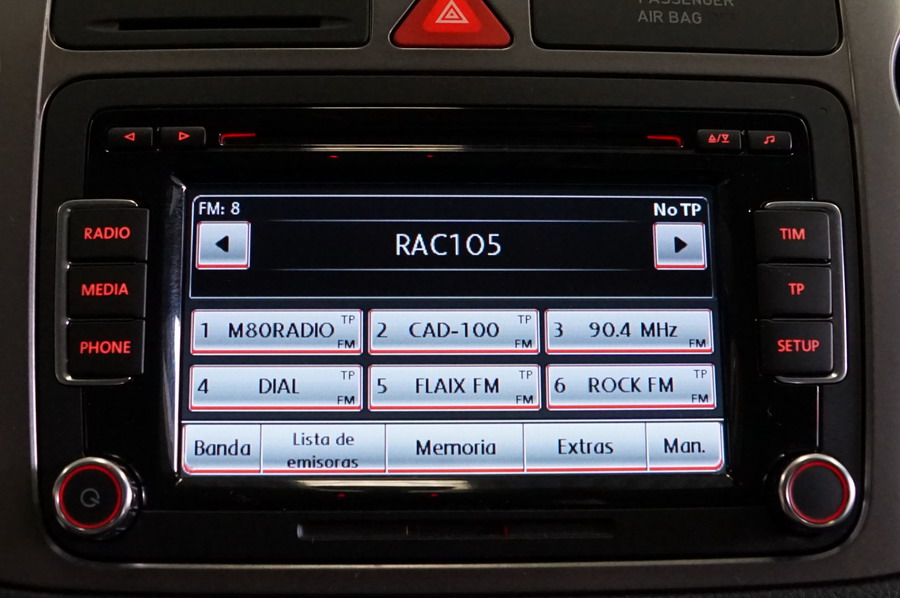 PASSENGER
AIR BAG
FM: 8
No TP
RAC105
RADIO
MEDIA
PHONE
TIM
TP
SETUP
1 M80RADIO TP FM
2 CAD-100 TP FM
3 90.4 MHz FM
4 DIAL TP FM
5 FLAIX FM TP FM
6 ROCK FM TP FM
Banda
Lista de
emisoras
Memoria
Extras
Man.